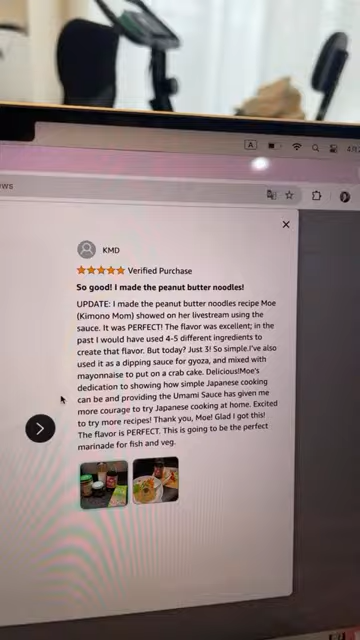 A
ws
KMD
Verified Purchase
So good! I made the peanut butter noodles!
UPDATE: I made the peanut butter noodles recipe Moe
(Kimono Mom) showed on her livestream using the
sauce. It was PERFECT! The flavor was excellent; in the
past I would have used 4-5 different ingredients to
create that flavor. But today? Just 3! So simple.I've also
used it as a dipping sauce for gyoza, and mixed with
mayonnaise to put on a crab cake. Delicious!Moe's
dedication to showing how simple Japanese cooking
can be and providing the Umami Sauce has given me
more courage to try Japanese cooking at home. Excited
to try more recipes! Thank you, Moe! Glad I got this!
The flavor is PERFECT. This is going to be the perfect
marinade for fish and veg.